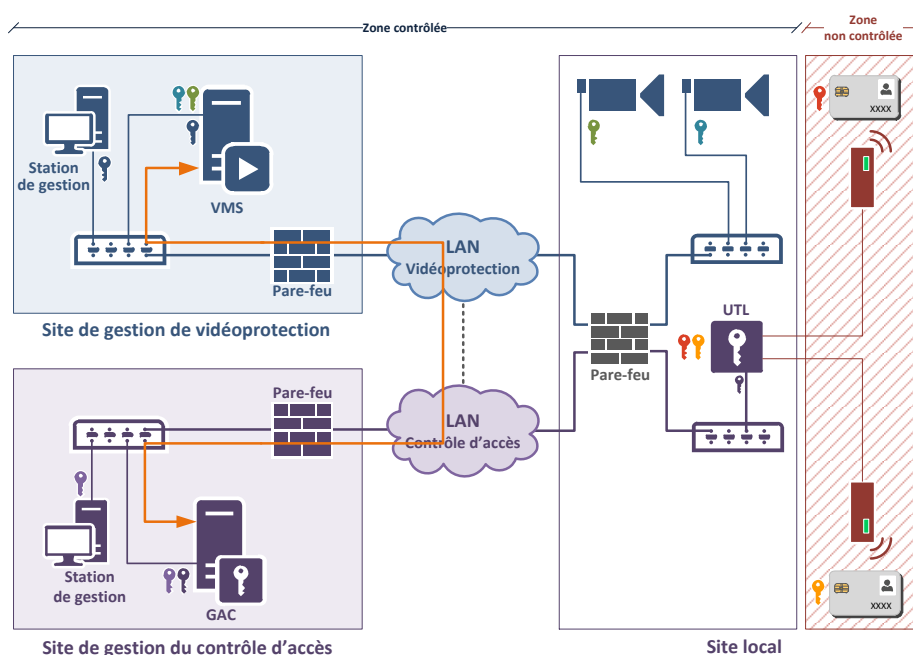 Zone contrôlée
Zone
non contrôlée
XXXX
Station
de gestion
VMS
Pare-feu
LAN
Vidéoprotection
Site de gestion de vidéoprotection
UTL
Pare-feu
Pare-feu
LAN
Contrôle d'accès
Station
de gestion
GAC
XXXX
Site de gestion du contrôle d'accès
Site local